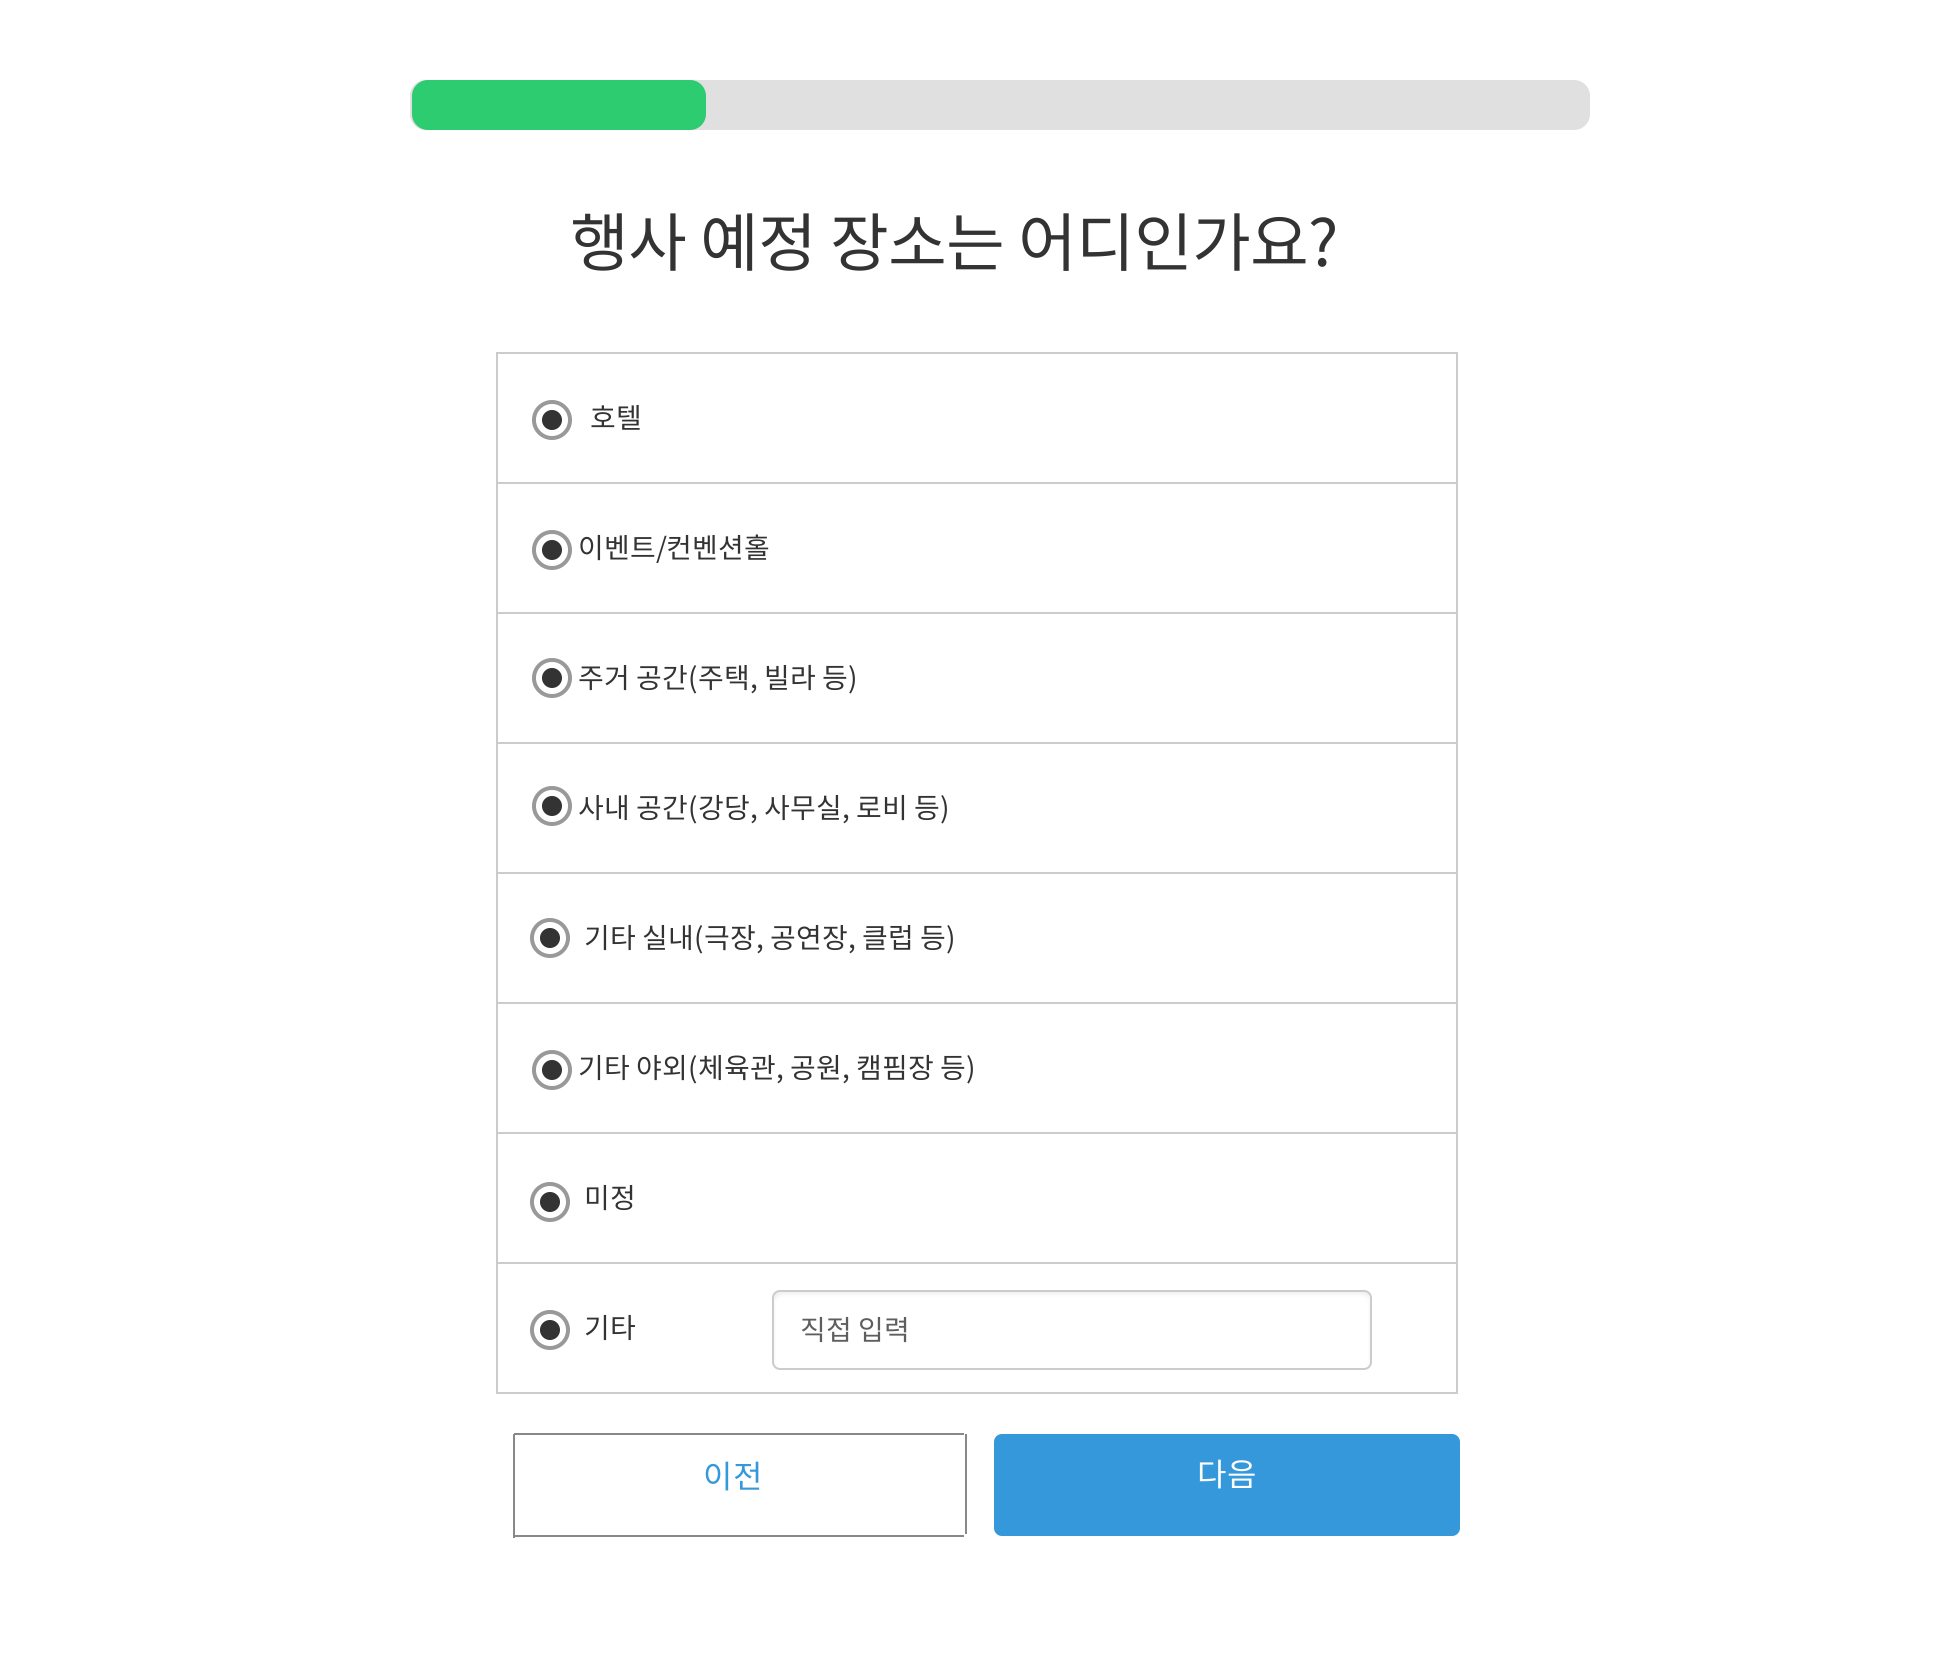 행사 예정 장소는 어디인가요?
호텔
이벤트/컨벤션홀
주거 공간(주택, 빌라 등)
사내 공간(강당, 사무실, 로비 등)
기타 실내(극장, 공연장, 클럽 등)
기타 야외(체육관, 공원, 캠핌장 등)
미정
기타
직접 입력
이전
다음